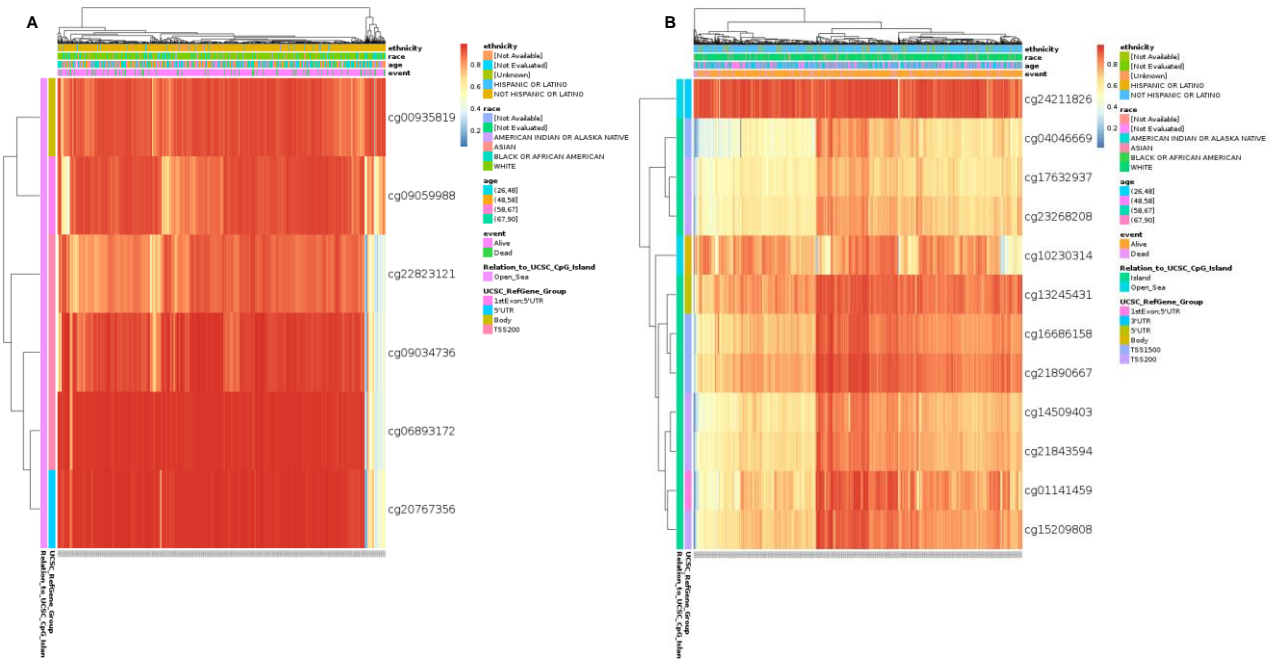 A
ethnicity
race
age
event
cg00935819
cg09059988
cg22823121
cg09034736
cg06893172
cg20767356
UCSC_RefGene_Group
Relation_to_UCSC_CpG_Islan
0.8
0.6
0.4
0.2
ethnicity
[Not Available]
[Not Evaluated]
[Unknown]
HISPANIC OR LATINO
NOT HISPANIC OR LATINO
race
[Not Available]
[Not Evaluated]
AMERICAN INDIAN OR ALASKA NATIVE
ASIAN
BLACK OR AFRICAN AMERICAN
WHITE
age
(26,48]
(48,58]
(58,67]
(67,90]
event
Alive
Dead
Relation_to_UCSC_CpG_Island
Open_Sea
UCSC_RefGene_Group
1stExon;5'UTR
5'UTR
Body
TSS200
B
ethnicity
race
age
event
cg24211826
cg04046669
cg17632937
cg23268208
cg10230314
cg13245431
cg16686158
cg21890667
cg14509403
cg21843594
cg01141459
cg15209808
UCSC_RefGene_Group
Relation_to_UCSC_CpG_Islan
0.8
0.6
0.4
0.2
ethnicity
[Not Available]
[Not Evaluated]
[Unknown]
HISPANIC OR LATINO
NOT HISPANIC OR LATINO
race
[Not Available]
[Not Evaluated]
AMERICAN INDIAN OR ALASKA NATIVE
ASIAN
BLACK OR AFRICAN AMERICAN
WHITE
age
(26,48]
(48,58]
(58,67]
(67,90]
event
Alive
Dead
Relation_to_UCSC_CpG_Island
Island
Open_Sea
UCSC_RefGene_Group
1stExon;5'UTR
3'UTR
5'UTR
Body
TSS1500
TSS200